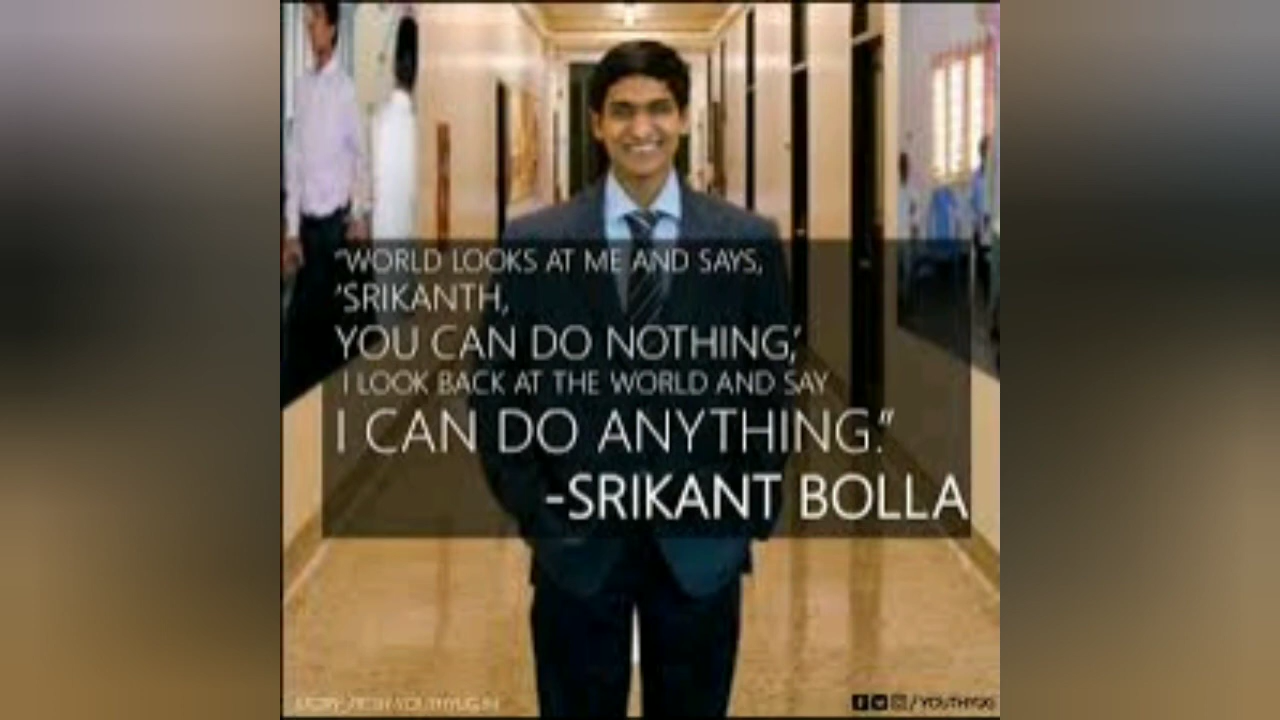 "WORLD LOOKS AT ME AND SAYS,
'SRIKANTH,
YOU CAN DO NOTHING,'
I LOOK BACK AT THE WORLD AND SAY
I CAN DO ANYTHING."
-SRIKANT BOLLA
/YOUTHYUG